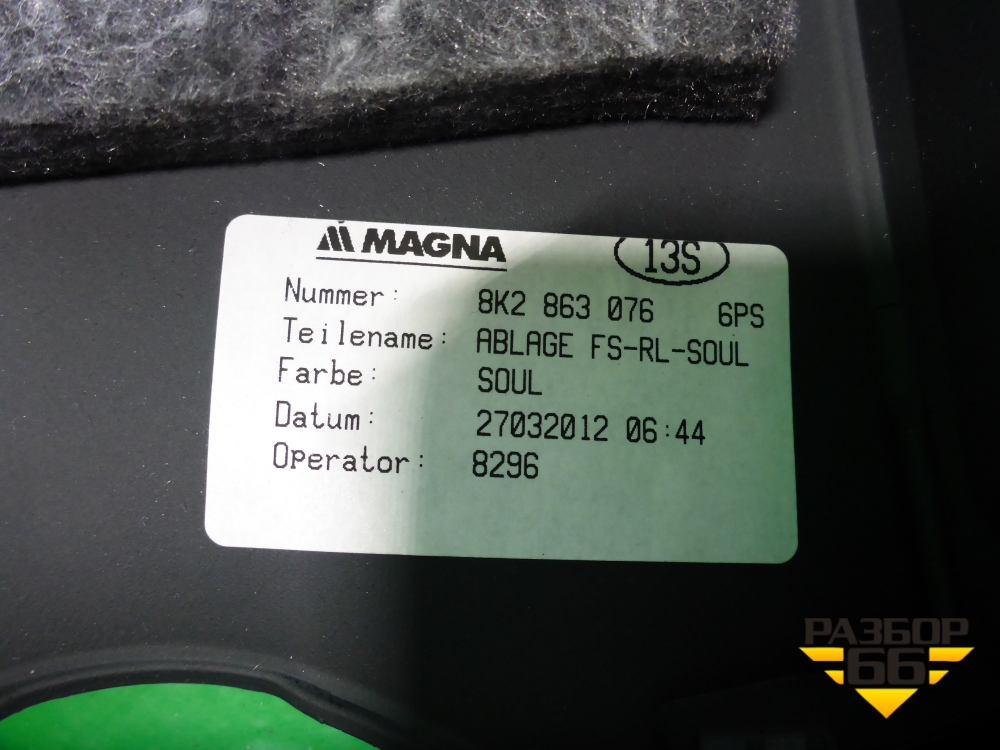 MAGNA 13S
Nummer: 8K2 863 076 6PS
Teilename: ABLAGE FS-RL-SOUL
Farbe: SOUL
Datum: 27032012 06:44
Operator: 8296
РАЗБОР
66